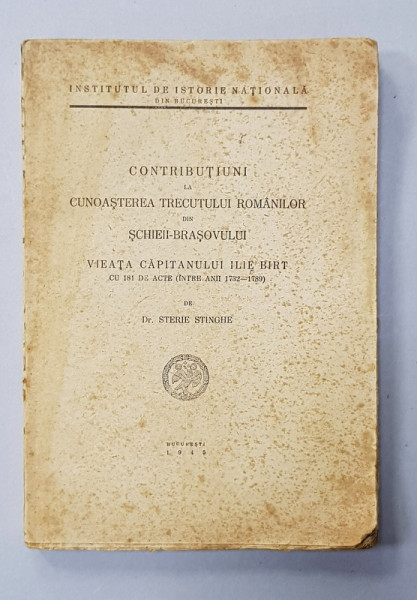 INSTITUTUL DE ISTORIE NAȚIONALĂ
DIN BUCUREȘTI
CONTRIBUȚIUNI
LA
CUNOAȘTEREA TRECUTULUI ROMÂNILOR
DIN
ȘCHEII-BRAȘOVULUI
VIEAȚA CĂPITANULUI ILIE BIRT
CU 181 DE ACTE (ÎNTRE ANII 1732—1789)
DE
Dr. STERIE STINGHE
BUCUREȘTI
1945